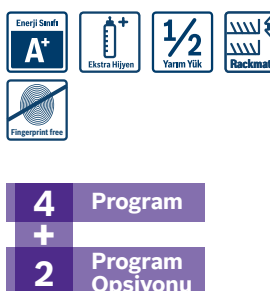 Enerji Sınıfı
A+
+
Ekstra Hijyen
1/2
Yarım Yük
Rackmat
Fingerprint free
4 Program
+
2 Program
Opsiyonu